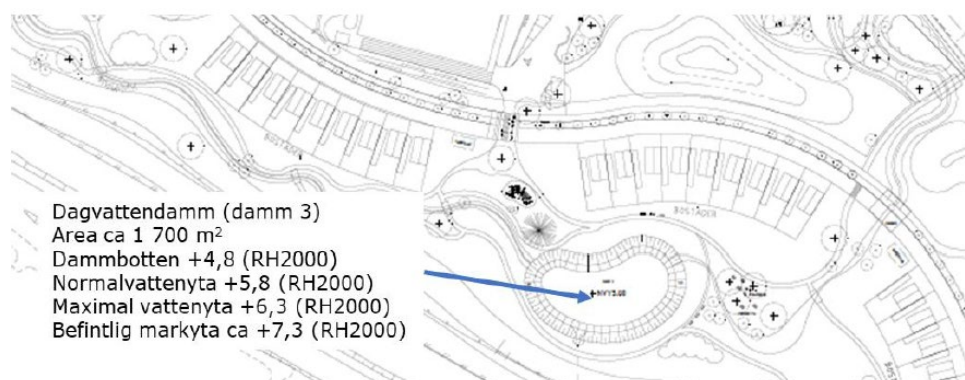 Dagvattendamm (damm 3)
Area ca 1 700 m²
Dammbotten +4,8 (RH2000)
Normalvattenyta +5,8 (RH2000)
Maximal vattenyta +6,3 (RH2000)
Befintlig markyta ca +7,3 (RH2000)
BOSTÄDER